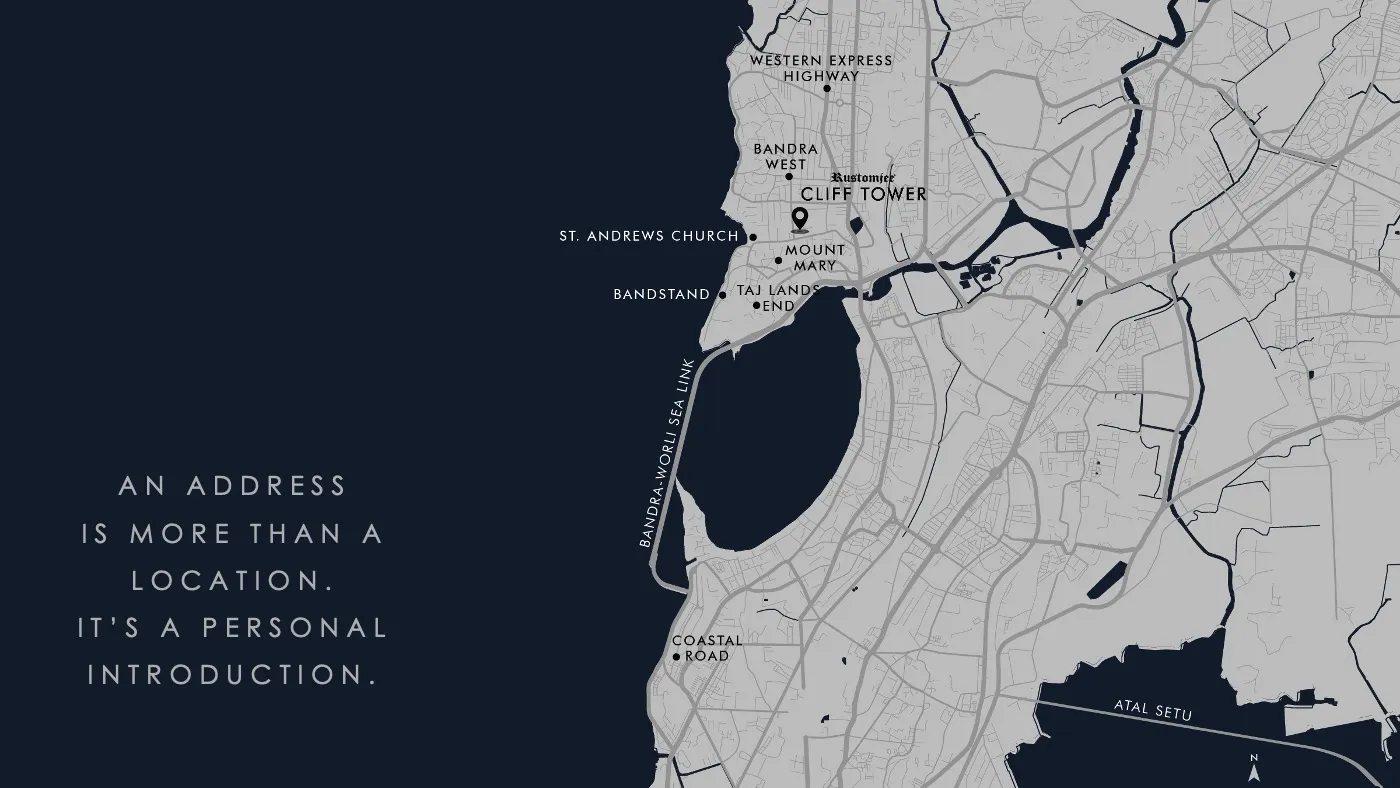 WESTERN EXPRESS
HIGHWAY
BANDRA
WEST
Rustomjee
CLIFF TOWER
ST. ANDREWS CHURCH
MOUNT
MARY
BANDSTAND
TAJ LANDS
END
BANDRA-WORLI SEA LINK
AN ADDRESS
IS MORE THAN A
LOCATION.
IT’S A PERSONAL
INTRODUCTION.
COASTAL
ROAD
ATAL SETU
N